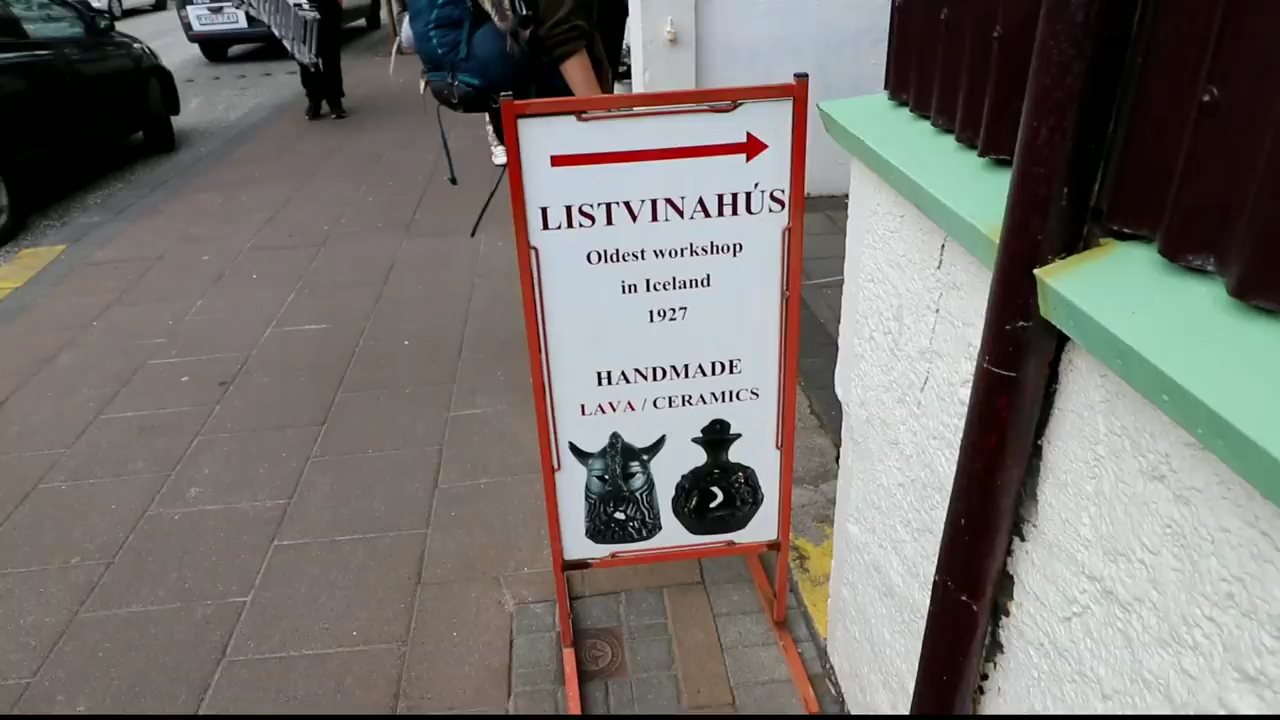 LISTVINAHÚS
Oldest workshop
in Iceland
1927
HANDMADE
LAVA / CERAMICS